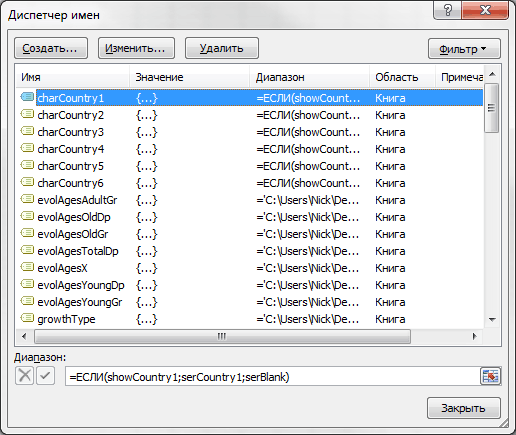 Диспетчер имен
Создать... Изменить... Удалить Фильтр
Имя Значение Диапазон Область Примеча
charCountry1 {...} =ЕСЛИ(showCount... Книга
charCountry2 {...} =ЕСЛИ(showCount... Книга
charCountry3 {...} =ЕСЛИ(showCount... Книга
charCountry4 {...} =ЕСЛИ(showCount... Книга
charCountry5 {...} =ЕСЛИ(showCount... Книга
charCountry6 {...} =ЕСЛИ(showCount... Книга
evolAgesAdultGr {...} ='C:\Users\Nick\De... Книга
evolAgesOldDp {...} ='C:\Users\Nick\De... Книга
evolAgesOldGr {...} ='C:\Users\Nick\De... Книга
evolAgesTotalDp {...} ='C:\Users\Nick\De... Книга
evolAgesX {...} ='C:\Users\Nick\De... Книга
evolAgesYoungDp {...} ='C:\Users\Nick\De... Книга
evolAgesYoungGr {...} ='C:\Users\Nick\De... Книга
growthType {...} ='C:\Users\Nick\De... Книга
Диапазон:
=ЕСЛИ(showCountry1;serCountry1;serBlank)
Закрыть